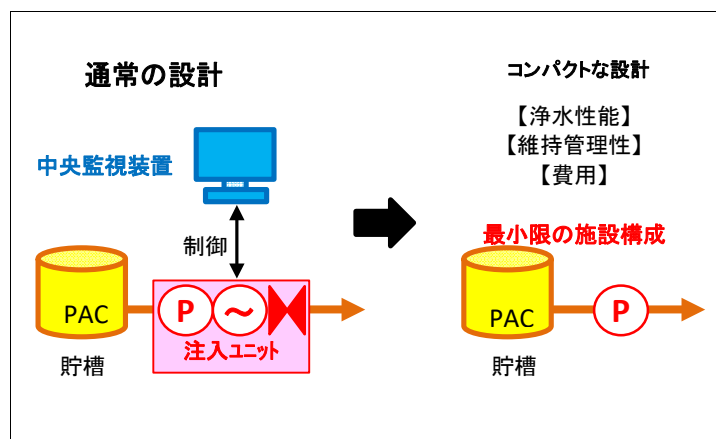 通常の設計
中央監視装置
制御
PAC
P
～
注入ユニット
貯槽
コンパクトな設計
【浄水性能】
【維持管理性】
【費用】
最小限の施設構成
PAC
P
貯槽